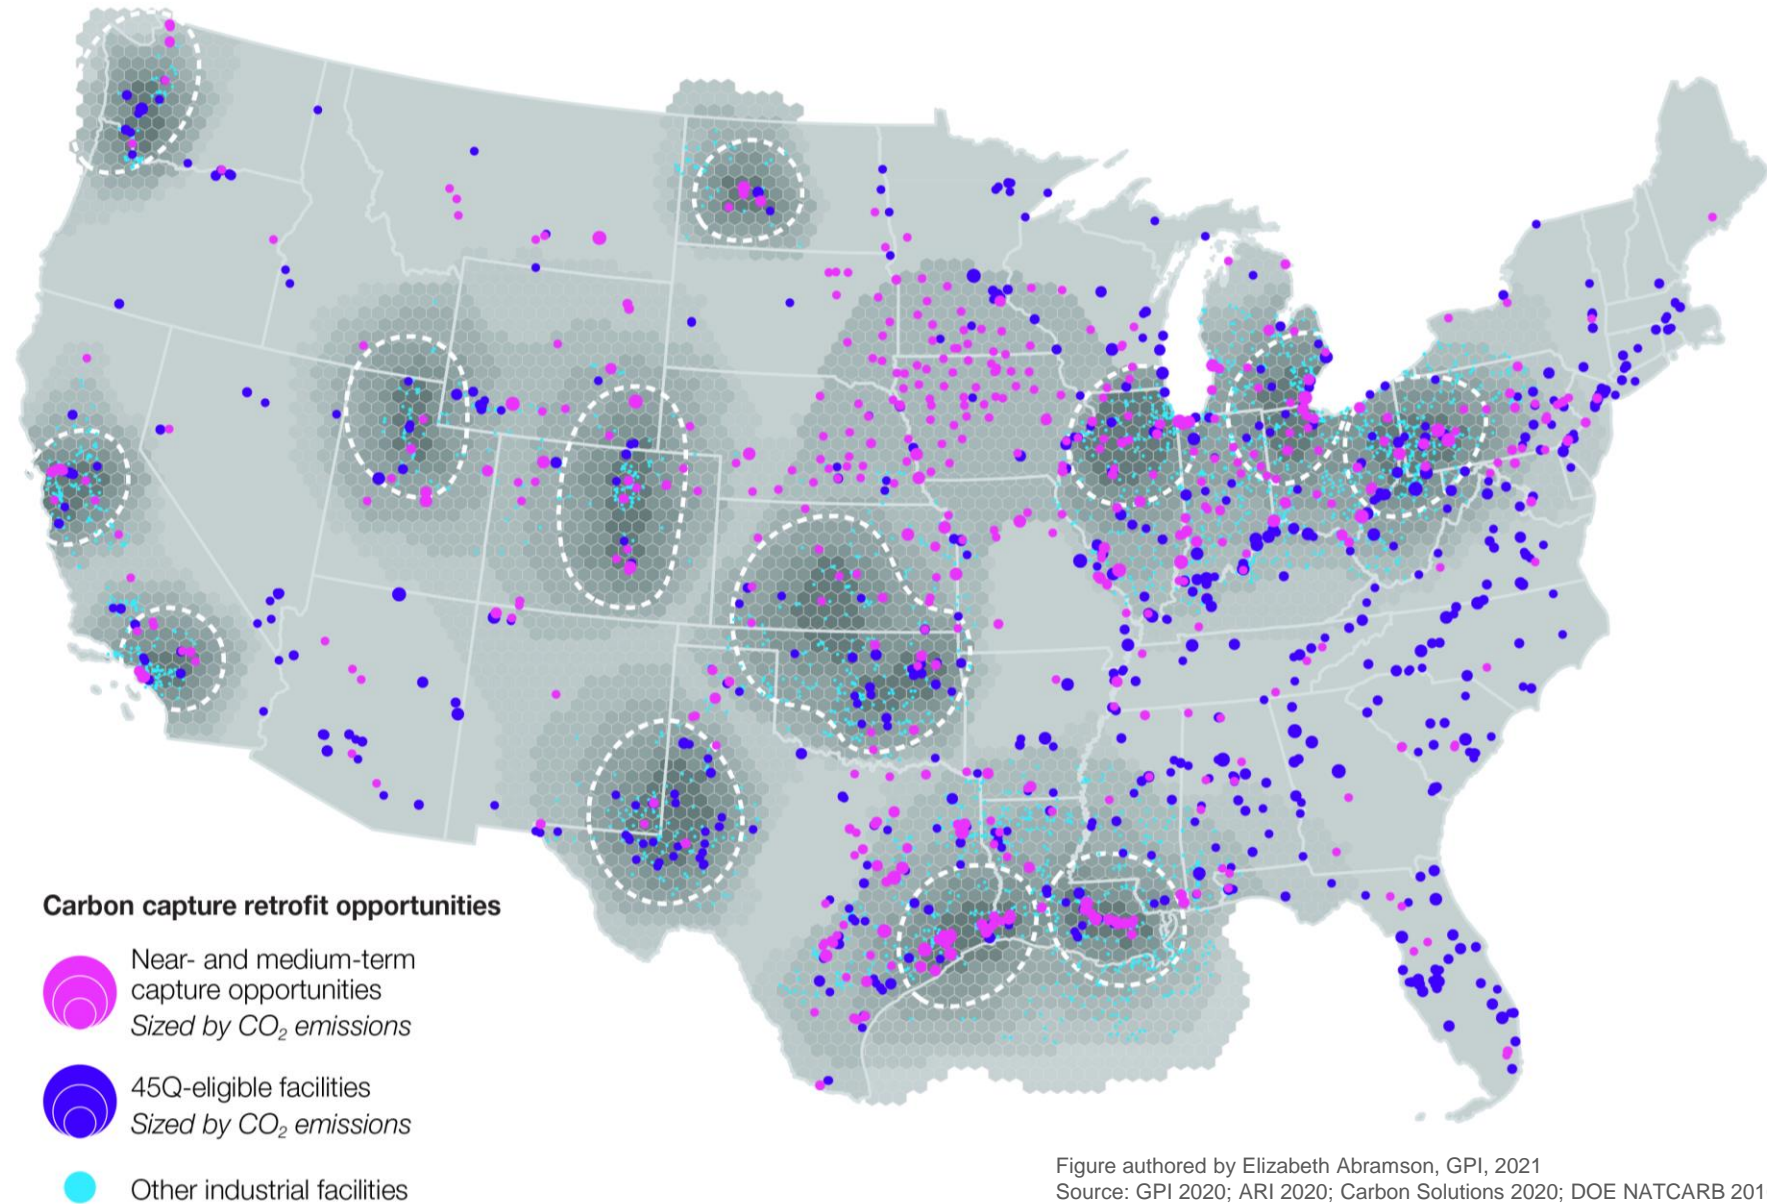 Carbon capture retrofit opportunities
Near- and medium-term
capture opportunities
Sized by CO₂ emissions
45Q-eligible facilities
Sized by CO₂ emissions
Other industrial facilities
Figure authored by Elizabeth Abramson, GPI, 2021
Source: GPI 2020; ARI 2020; Carbon Solutions 2020; DOE NATCARB 201